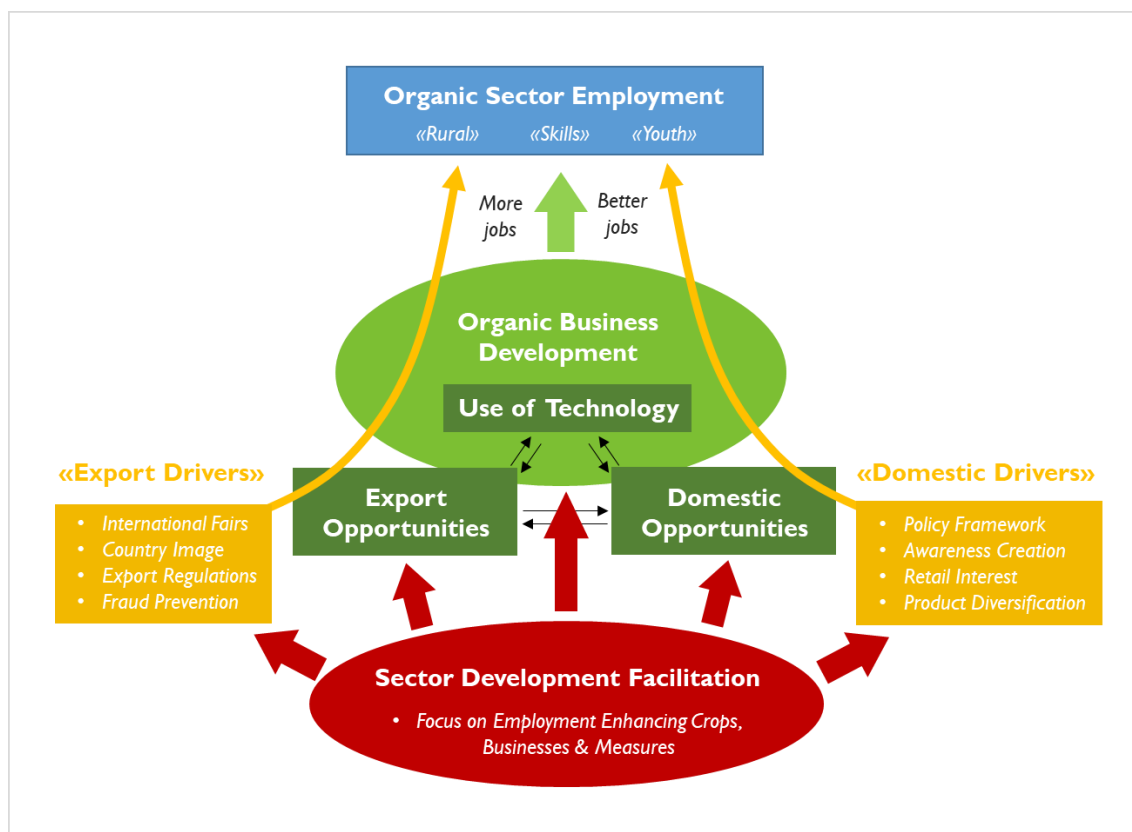 Organic Sector Employment
«Rural» «Skills» «Youth»
More
jobs
Better
jobs
Organic Business
Development
Use of Technology
«Export Drivers»
• International Fairs
• Country Image
• Export Regulations
• Fraud Prevention
Export
Opportunities
Domestic
Opportunities
«Domestic Drivers»
• Policy Framework
• Awareness Creation
• Retail Interest
• Product Diversification
Sector Development Facilitation
• Focus on Employment Enhancing Crops,
Businesses & Measures